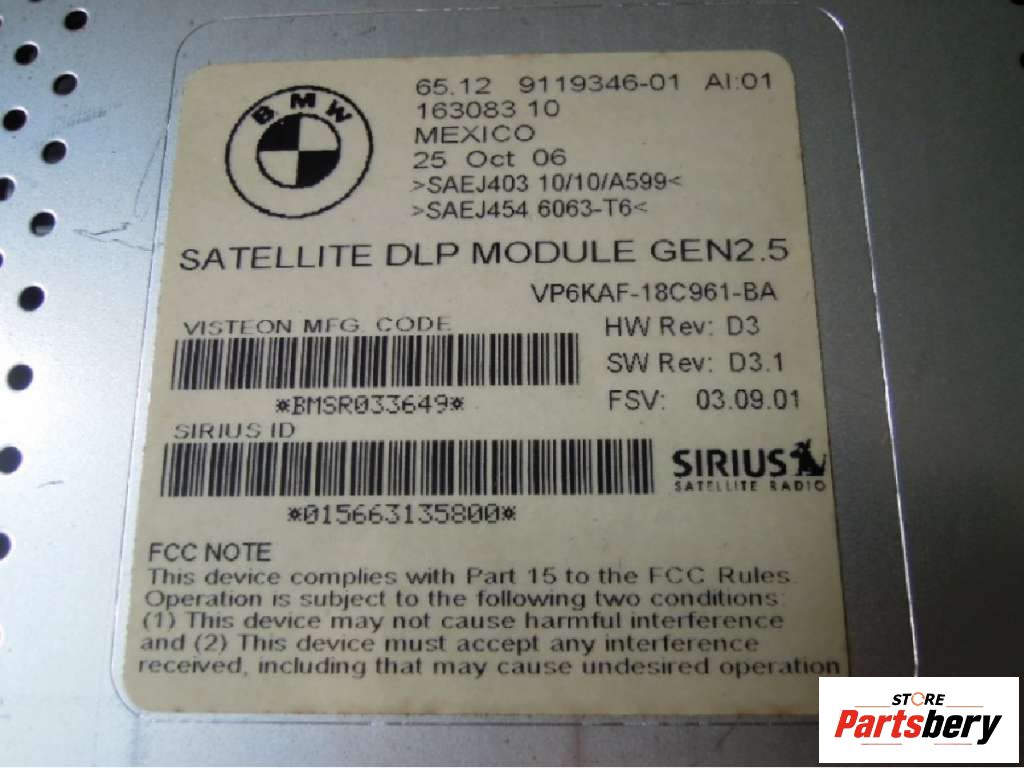 BMW
65.12 9119346-01 AI:01
163083 10
MEXICO
25 Oct 06
>SAEJ403 10/10/A599<
>SAEJ454 6063-T6<
SATELLITE DLP MODULE GEN2.5
VP6KAF-18C961-BA
VISTEON MFG. CODE
HW Rev: D3
SW Rev: D3.1
*BMSR033649*
FSV: 03.09.01
SIRIUS ID
SIRIUS
SATELLITE RADIO
*015663135800*
FCC NOTE
This device complies with Part 15 to the FCC Rules.
Operation is subject to the following two conditions:
(1) This device may not cause harmful interference
and (2) This device must accept any interference
received, including that may cause undesired operation
STORE
Partsbery